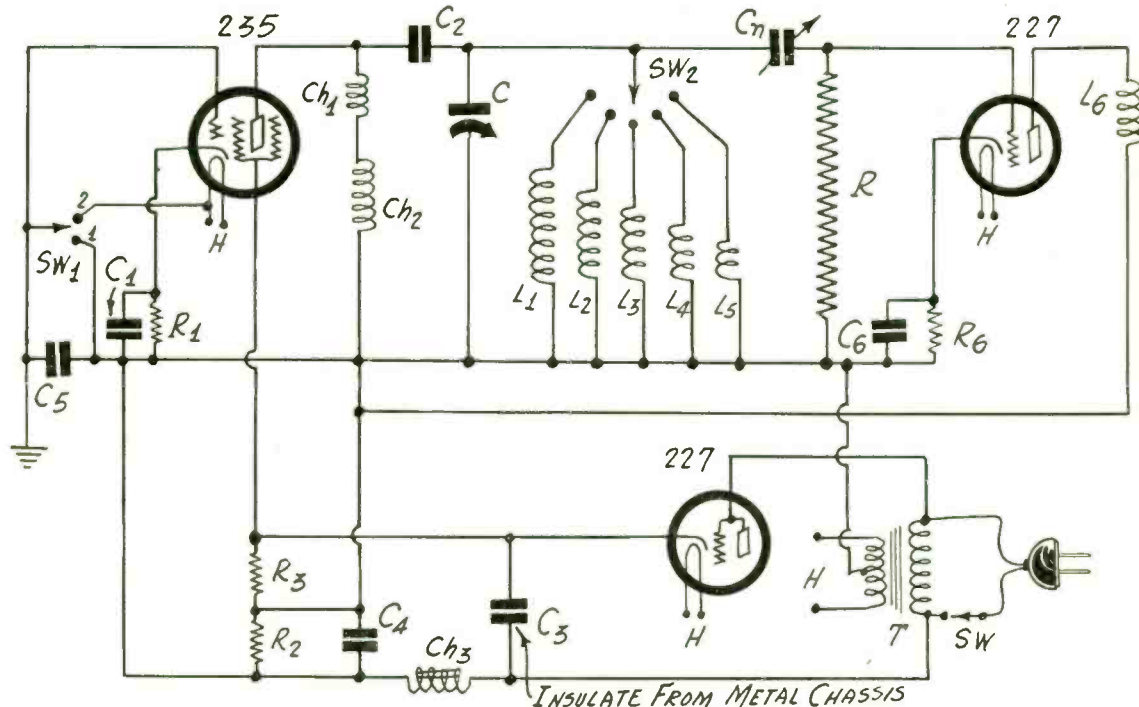 235
C2
Cn
227
Ch1
C
SW2
L6
R
Ch2
2
1
H
H
SW1
C1
R1
L1
L2
L3
L4
L5
C6
R6
C5
227
R3
H
R2
C4
C3
H
T
SW
Ch3
INSULATE FROM METAL CHASSIS